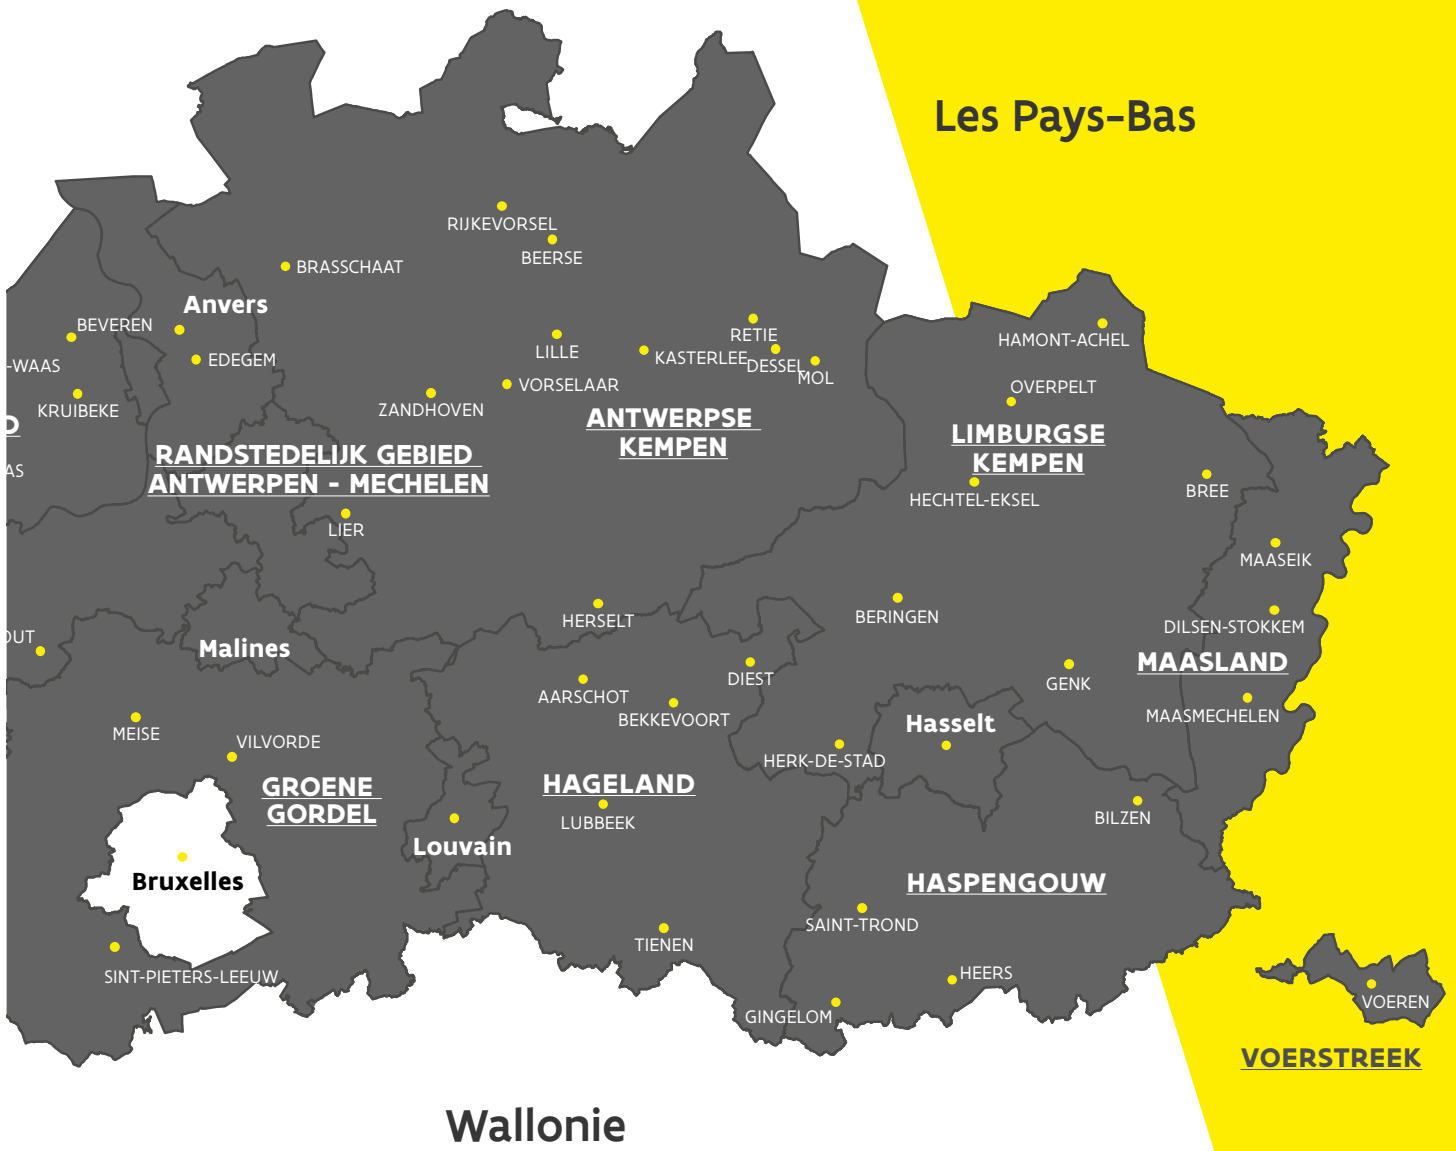 Les Pays-Bas
RIJKEVORSEL
BEERSE
BRASSCHAAT
Anvers
BEVEREN
EDEGEM
-WAAS
KRUIBEKE
LILLE
RETIE
KASTERLEE
DESSEL
MOL
VORSELAAR
ZANDHOVEN
HAMONT-ACHEL
OVERPELT
D
ANTWERPSE
KEMPEN
LIMBURGSE
KEMPEN
RANDSTEDELIJK GEBIED
ANTWERPEN - MECHELEN
AS
HECHTEL-EKSEL
BREE
LIER
MAASEIK
HERSELT
BERINGEN
DILSEN-STOKKEM
OUT
Malines
MAASLAND
DIEST
GENK
AARSCHOT
BEKKEVOORT
MAASMECHELEN
MEISE
VILVORDE
Hasselt
HERK-DE-STAD
GROENE
GORDEL
HAGELAND
LUBBEEK
BILZEN
Louvain
Bruxelles
HASPENGOUW
SAINT-TROND
TIENEN
SINT-PIETERS-LEEUW
HEERS
GINGELOM
VOEREN
VOERSTREEK
Wallonie